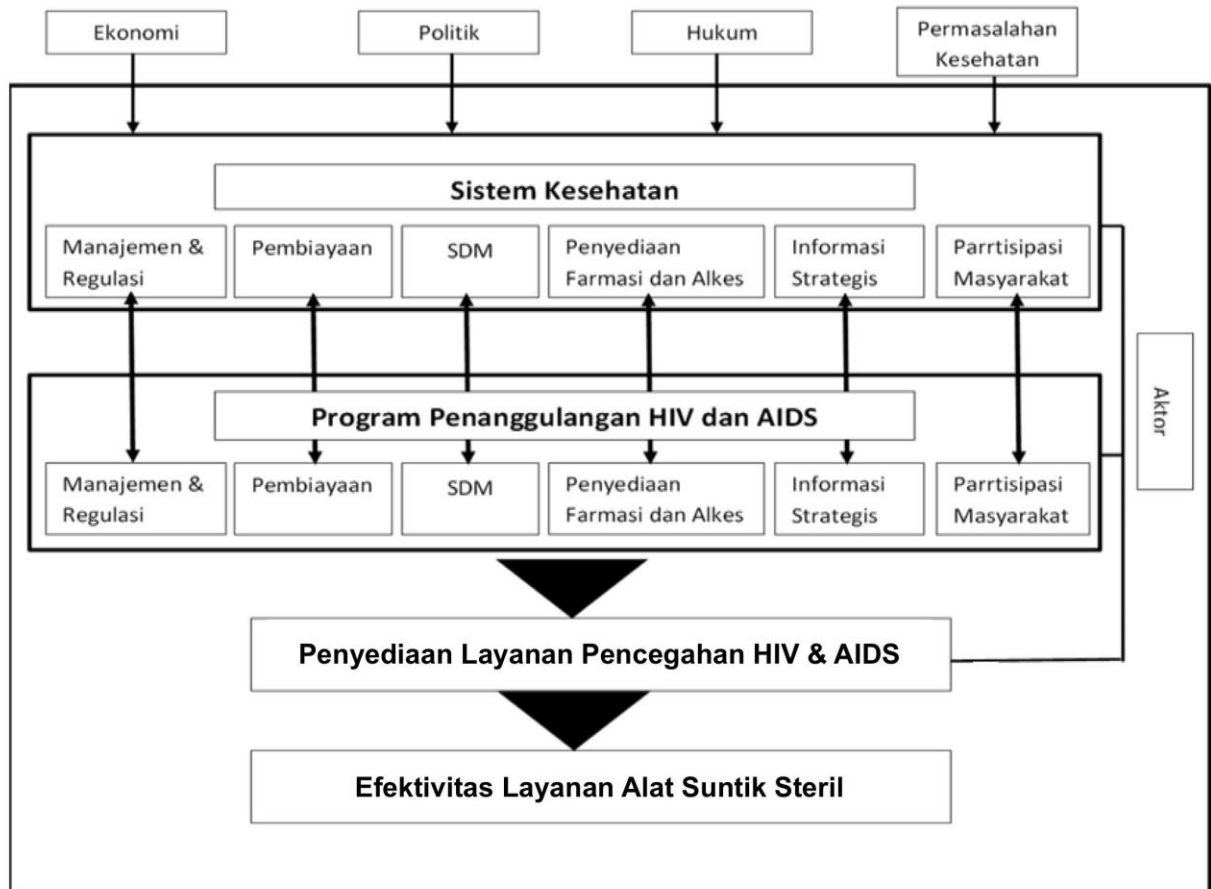 Ekonomi
Politik
Hukum
Permasalahan
Kesehatan
Sistem Kesehatan
Manajemen &
Regulasi
Pembiayaan
SDM
Penyediaan
Farmasi dan Alkes
Informasi
Strategis
Parrtisipasi
Masyarakat
Aktor
Program Penanggulangan HIV dan AIDS
Manajemen &
Regulasi
Pembiayaan
SDM
Penyediaan
Farmasi dan Alkes
Informasi
Strategis
Parrtisipasi
Masyarakat
Penyediaan Layanan Pencegahan HIV & AIDS
Efektivitas Layanan Alat Suntik Steril